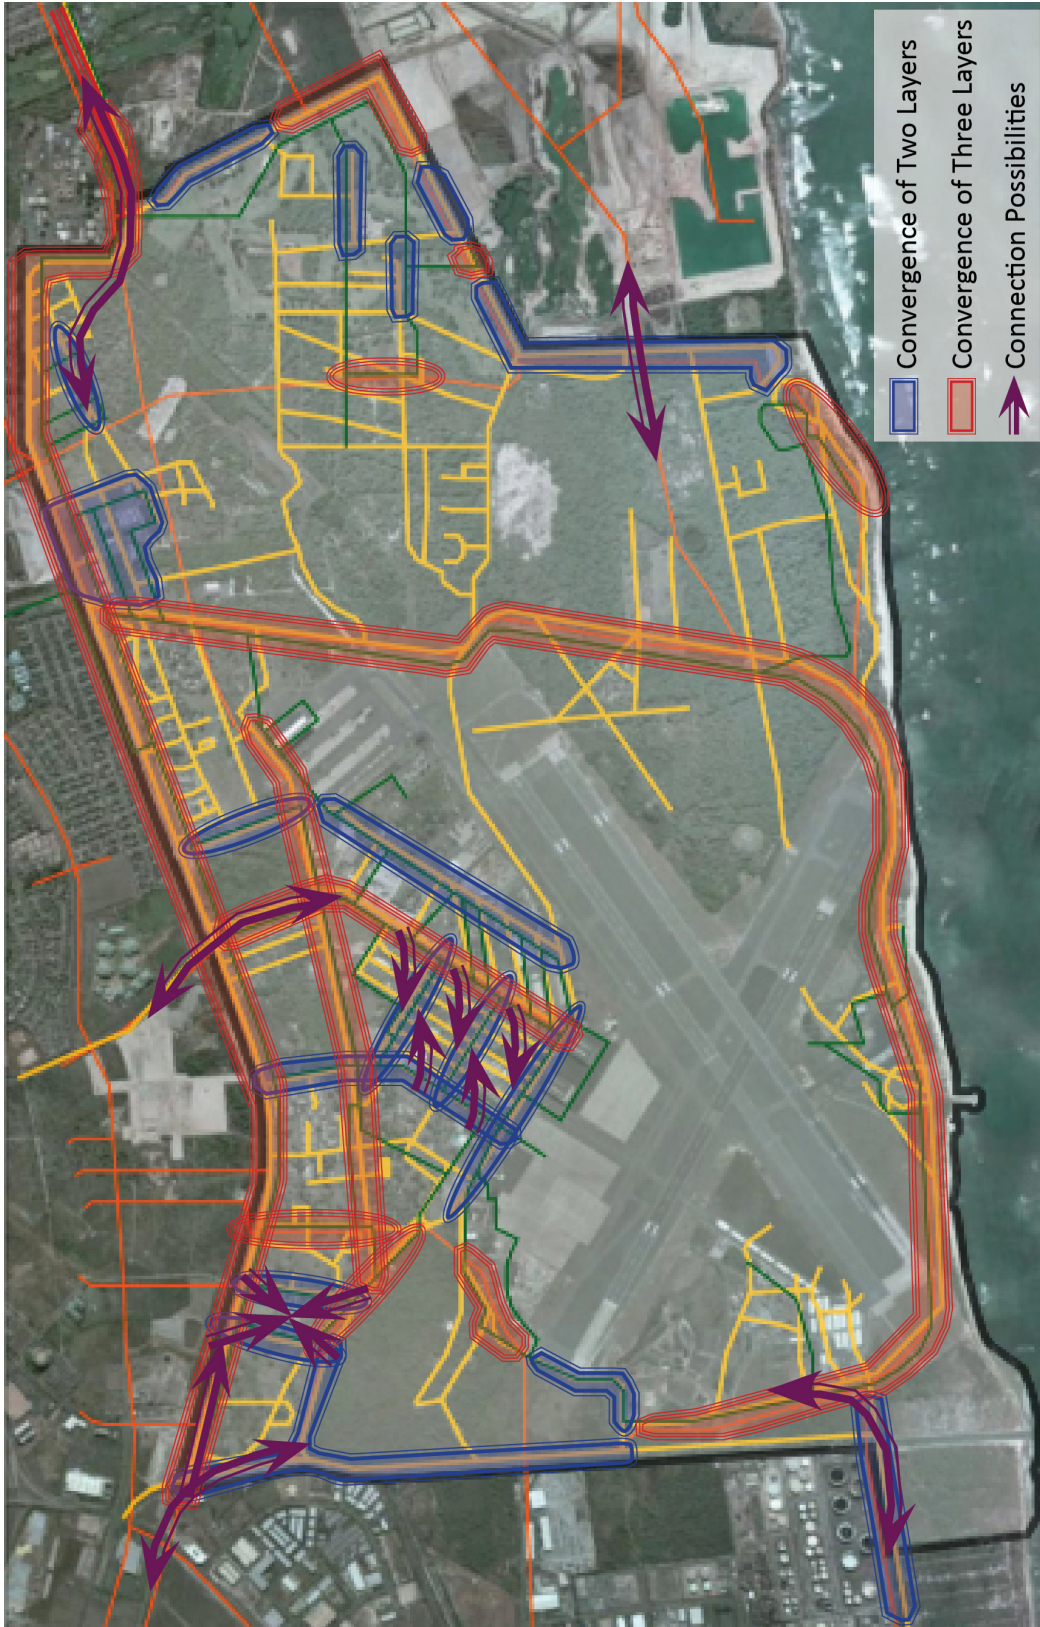 Convergence of Two Layers
Convergence of Three Layers
Connection Possibilities